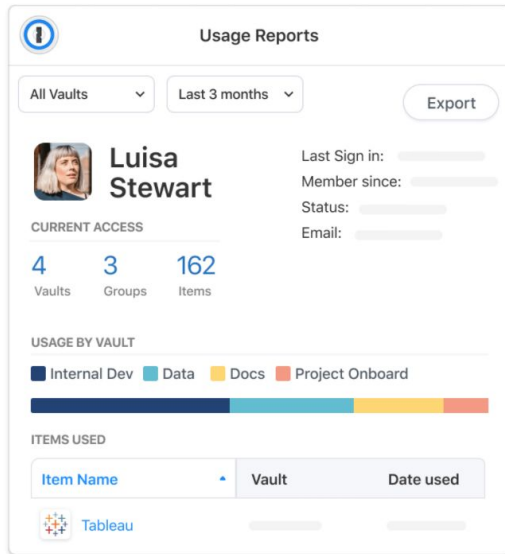 Usage Reports
All Vaults
Last 3 months
Export
Luisa
Stewart
Last Sign in:
Member since:
Status:
Email:
CURRENT ACCESS
4
3
162
Vaults
Groups
Items
USAGE BY VAULT
Internal Dev
Data
Docs
Project Onboard
ITEMS USED
Item Name
Vault
Date used
Tableau